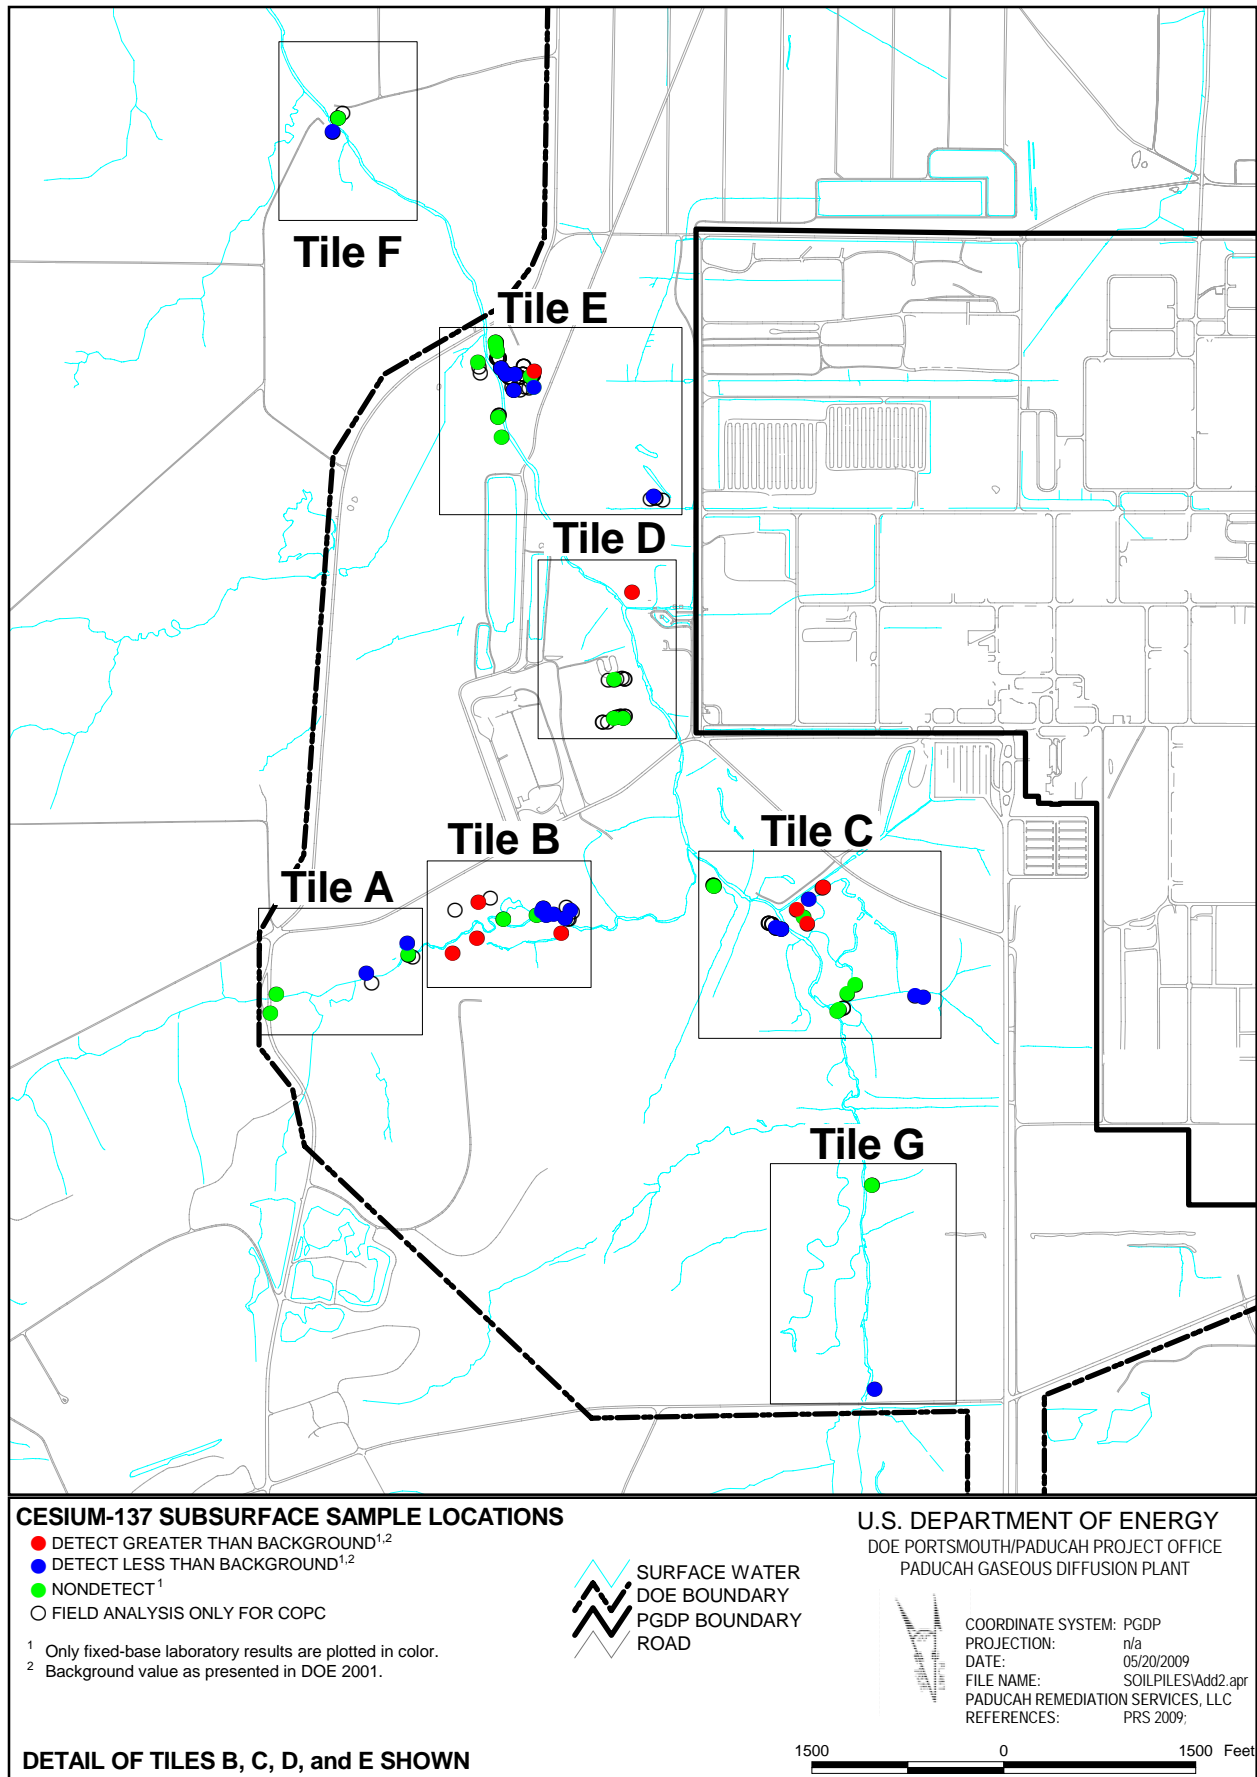 Tile F
Tile E
Tile D
Tile B
Tile C
Tile A
Tile G
CESIUM-137 SUBSURFACE SAMPLE LOCATIONS
DETECT GREATER THAN BACKGROUND1,2
DETECT LESS THAN BACKGROUND1,2
NONDETECT1
FIELD ANALYSIS ONLY FOR COPC
1 Only fixed-base laboratory results are plotted in color.
2 Background value as presented in DOE 2001.
DETAIL OF TILES B, C, D, and E SHOWN
SURFACE WATER
DOE BOUNDARY
PGDP BOUNDARY
ROAD
U.S. DEPARTMENT OF ENERGY
DOE PORTSMOUTH/PADUCAH PROJECT OFFICE
PADUCAH GASEOUS DIFFUSION PLANT
COORDINATE SYSTEM: PGDP
PROJECTION: n/a
DATE: 05/20/2009
FILE NAME: SOILPILES\Add2.apr
PADUCAH REMEDIATION SERVICES, LLC
REFERENCES: PRS 2009;
1500 0 1500 Feet